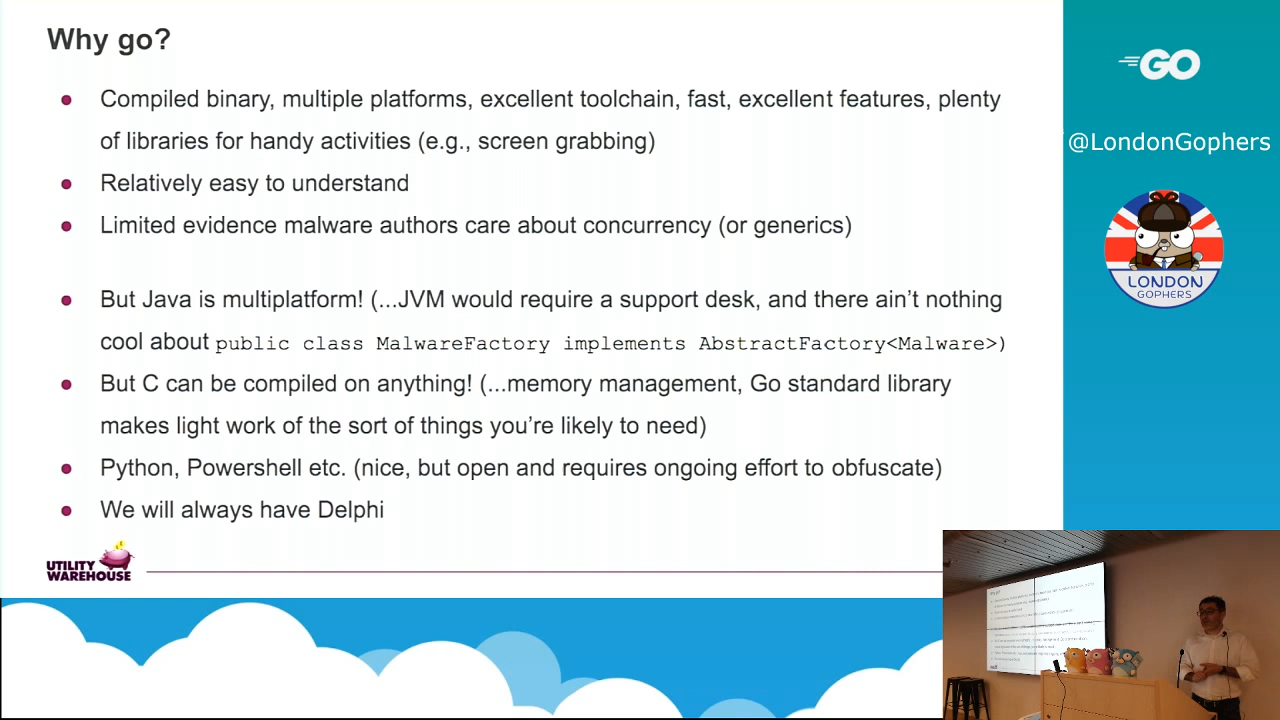 Why go?
Compiled binary, multiple platforms, excellent toolchain, fast, excellent features, plenty
of libraries for handy activities (e.g., screen grabbing)
Relatively easy to understand
Limited evidence malware authors care about concurrency (or generics)
But Java is multiplatform! (...JVM would require a support desk, and there ain't nothing
cool about public class MalwareFactory implements AbstractFactory<Malware>)
But C can be compiled on anything! (...memory management, Go standard library
makes light work of the sort of things you're likely to need)
Python, Powershell etc. (nice, but open and requires ongoing effort to obfuscate)
We will always have Delphi
UTILITY
WAREHOUSE
GO
@LondonGophers
LONDON
GOPHERS
Why go?